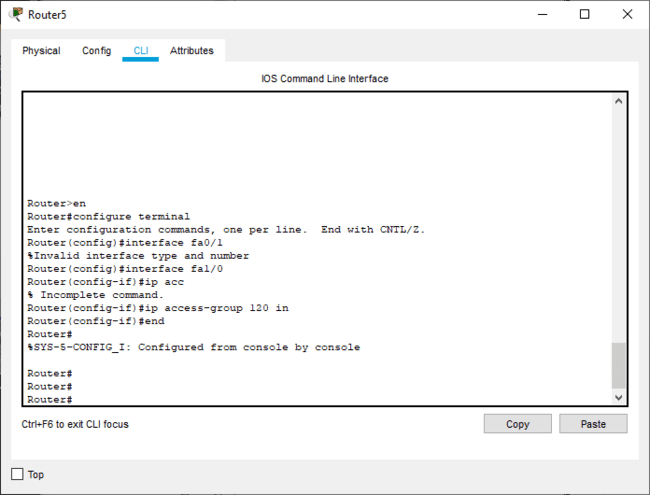 Router5
Physical Config CLI Attributes
IOS Command Line Interface
Router>en
Router#configure terminal
Enter configuration commands, one per line.  End with CNTL/Z.
Router(config)#interface fa0/1
%Invalid interface type and number
Router(config)#interface fa1/0
Router(config-if)#ip acc
% Incomplete command.
Router(config-if)#ip access-group 120 in
Router(config-if)#end
Router#
%SYS-5-CONFIG_I: Configured from console by console
Router#
Router#
Router#
Ctrl+F6 to exit CLI focus
Copy Paste
Top